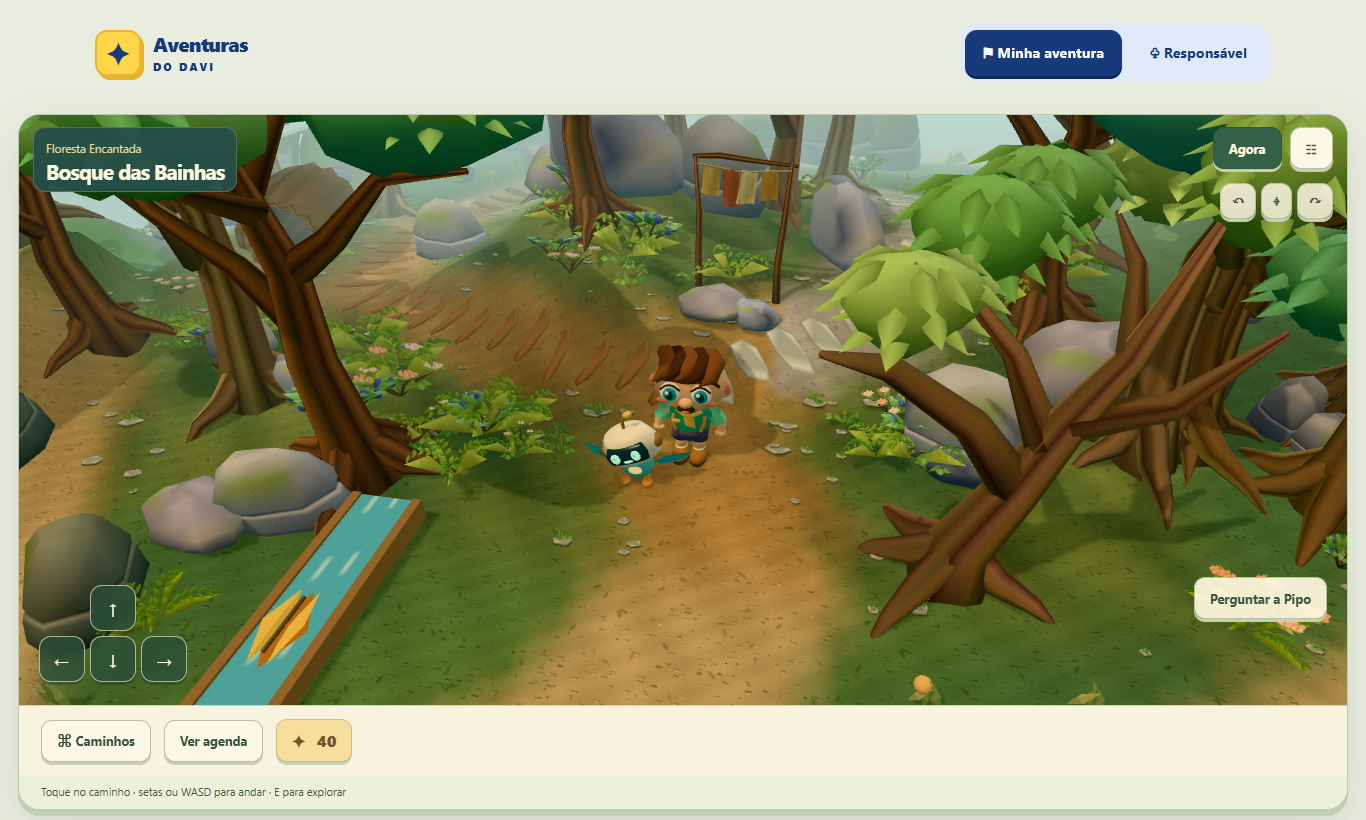 Aventuras
DO DAVI
Minha aventura
Responsável
Floresta Encantada
Bosque das Bainhas
Agora
Perguntar a Pipo
Caminhos
Ver agenda
40
Toque no caminho · setas ou WASD para andar · E para explorar